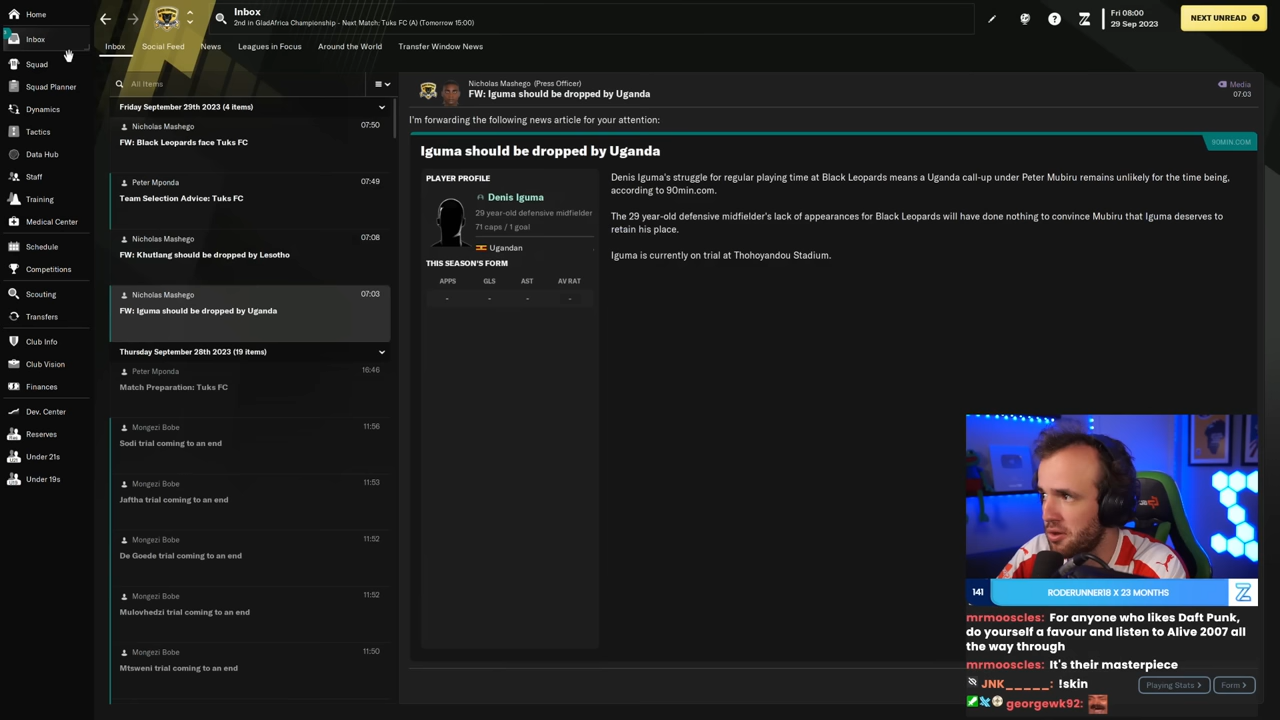 Home
Inbox
Squad
Squad Planner
Dynamics
Tactics
Data Hub
Staff
Training
Medical Center
Schedule
Competitions
Scouting
Transfers
Club Info
Club Vision
Finances
Dev. Center
Reserves
Under 21s
Under 19s
Inbox
2nd in GladAfrica Championship - Next Match: Tuks FC (A) (Tomorrow 15:00)
Fri 08:00
29 Sep 2023
NEXT UNREAD
Inbox Social Feed News Leagues in Focus Around the World Transfer Window News
All Items
Friday September 29th 2023 (4 items)
Nicholas Mashego 07:50
FW: Black Leopards face Tuks FC
Peter Mponda 07:49
Team Selection Advice: Tuks FC
Nicholas Mashego 07:08
FW: Khutlang should be dropped by Lesotho
Nicholas Mashego 07:03
FW: Iguma should be dropped by Uganda
Thursday September 28th 2023 (19 items)
Peter Mponda 16:46
Match Preparation: Tuks FC
Mongezi Bobe 11:56
Sodi trial coming to an end
Mongezi Bobe 11:53
Jaftha trial coming to an end
Mongezi Bobe 11:52
De Goede trial coming to an end
Mongezi Bobe 11:52
Mulovhedzi trial coming to an end
Mongezi Bobe 11:50
Mtsweni trial coming to an end
Nicholas Mashego (Press Officer)
FW: Iguma should be dropped by Uganda
Media
07:03
I'm forwarding the following news article for your attention:
90MIN.COM
Iguma should be dropped by Uganda
PLAYER PROFILE
Denis Iguma
29 year-old defensive midfielder
71 caps / 1 goal
Ugandan
THIS SEASON'S FORM
APPS GLS AST AV RAT
- - - -
Denis Iguma's struggle for regular playing time at Black Leopards means a Uganda call-up under Peter Mubiru remains unlikely for the time being,
according to 90min.com.
The 29 year-old defensive midfielder's lack of appearances for Black Leopards will have done nothing to convince Mubiru that Iguma deserves to
retain his place.
Iguma is currently on trial at Thohoyandou Stadium.
141 RODERUNNER18 X 23 MONTHS
mrmooscles: For anyone who likes Daft Punk,
do yourself a favour and listen to Alive 2007 all
the way through
mrmooscles: It's their masterpiece
JNK_____: !skin
georgewk92:
Playing Stats
Form